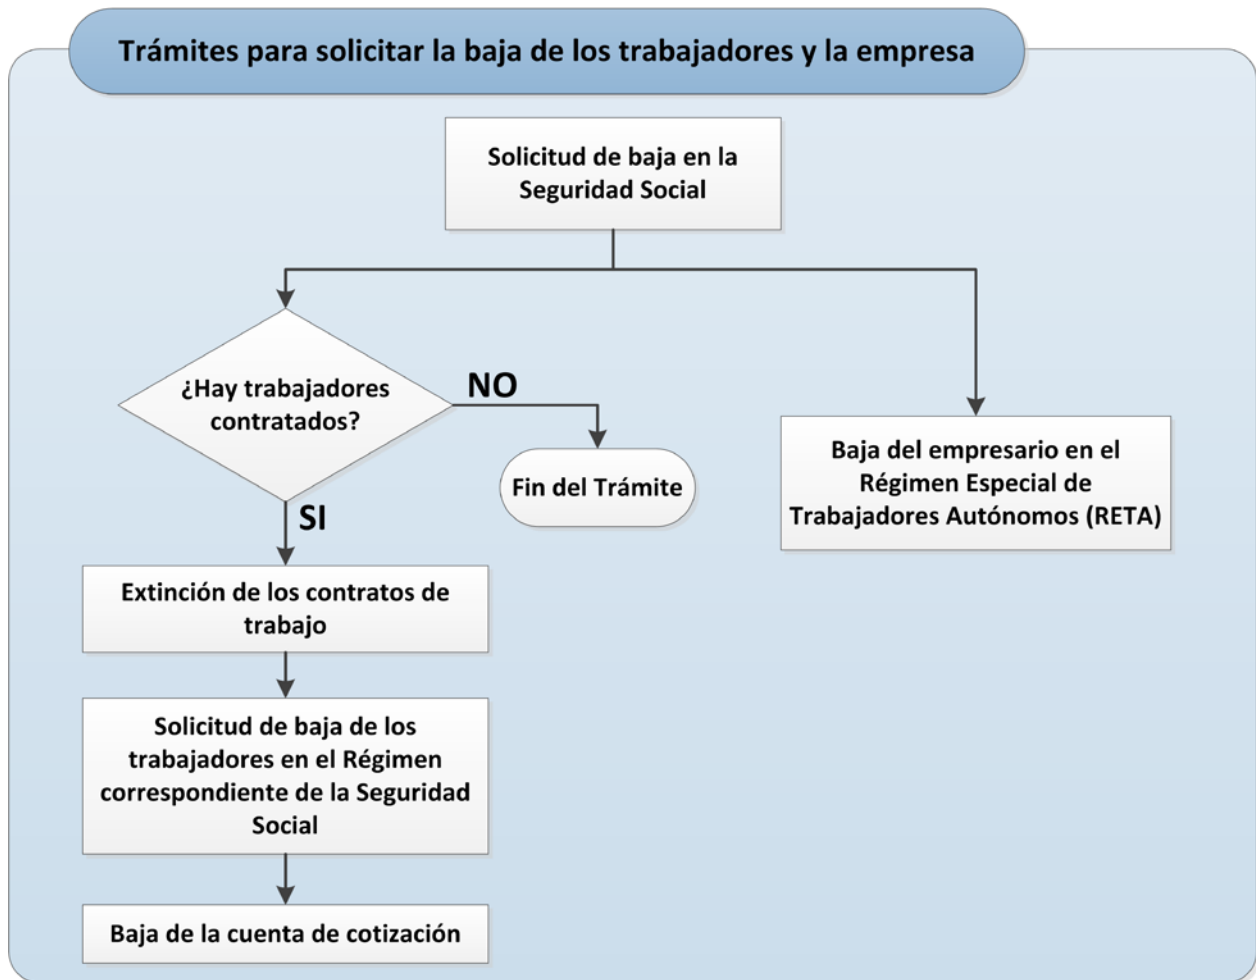 Trámites para solicitar la baja de los trabajadores y la empresa
Solicitud de baja en la
Seguridad Social
¿Hay trabajadores
contratados?
NO
Fin del Trámite
Baja del empresario en el
Régimen Especial de
Trabajadores Autónomos (RETA)
SI
Extinción de los contratos de
trabajo
Solicitud de baja de los
trabajadores en el Régimen
correspondiente de la Seguridad
Social
Baja de la cuenta de cotización